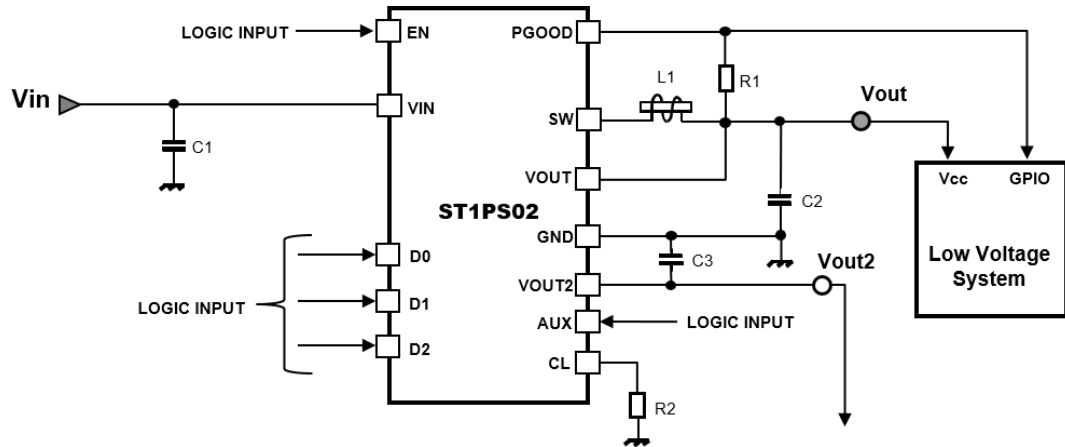 LOGIC INPUT
EN
PGOOD
L1
R1
Vin
VIN
SW
Vout
C1
VOUT
Vcc
GPIO
ST1PS02
C2
GND
D0
C3
Vout2
Low Voltage
System
VOUT2
LOGIC INPUT
D1
AUX
LOGIC INPUT
D2
CL
R2